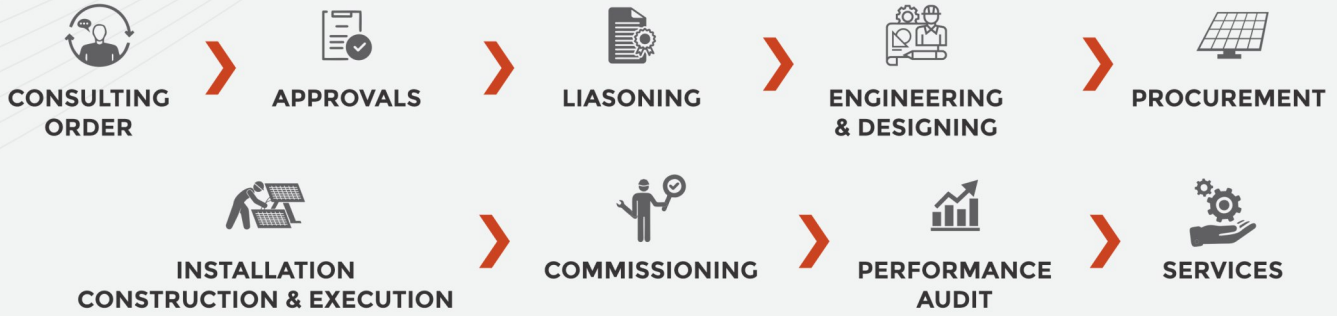 CONSULTING
ORDER
APPROVALS
LIASONING
ENGINEERING
& DESIGNING
PROCUREMENT
INSTALLATION
CONSTRUCTION & EXECUTION
COMMISSIONING
PERFORMANCE
AUDIT
SERVICES